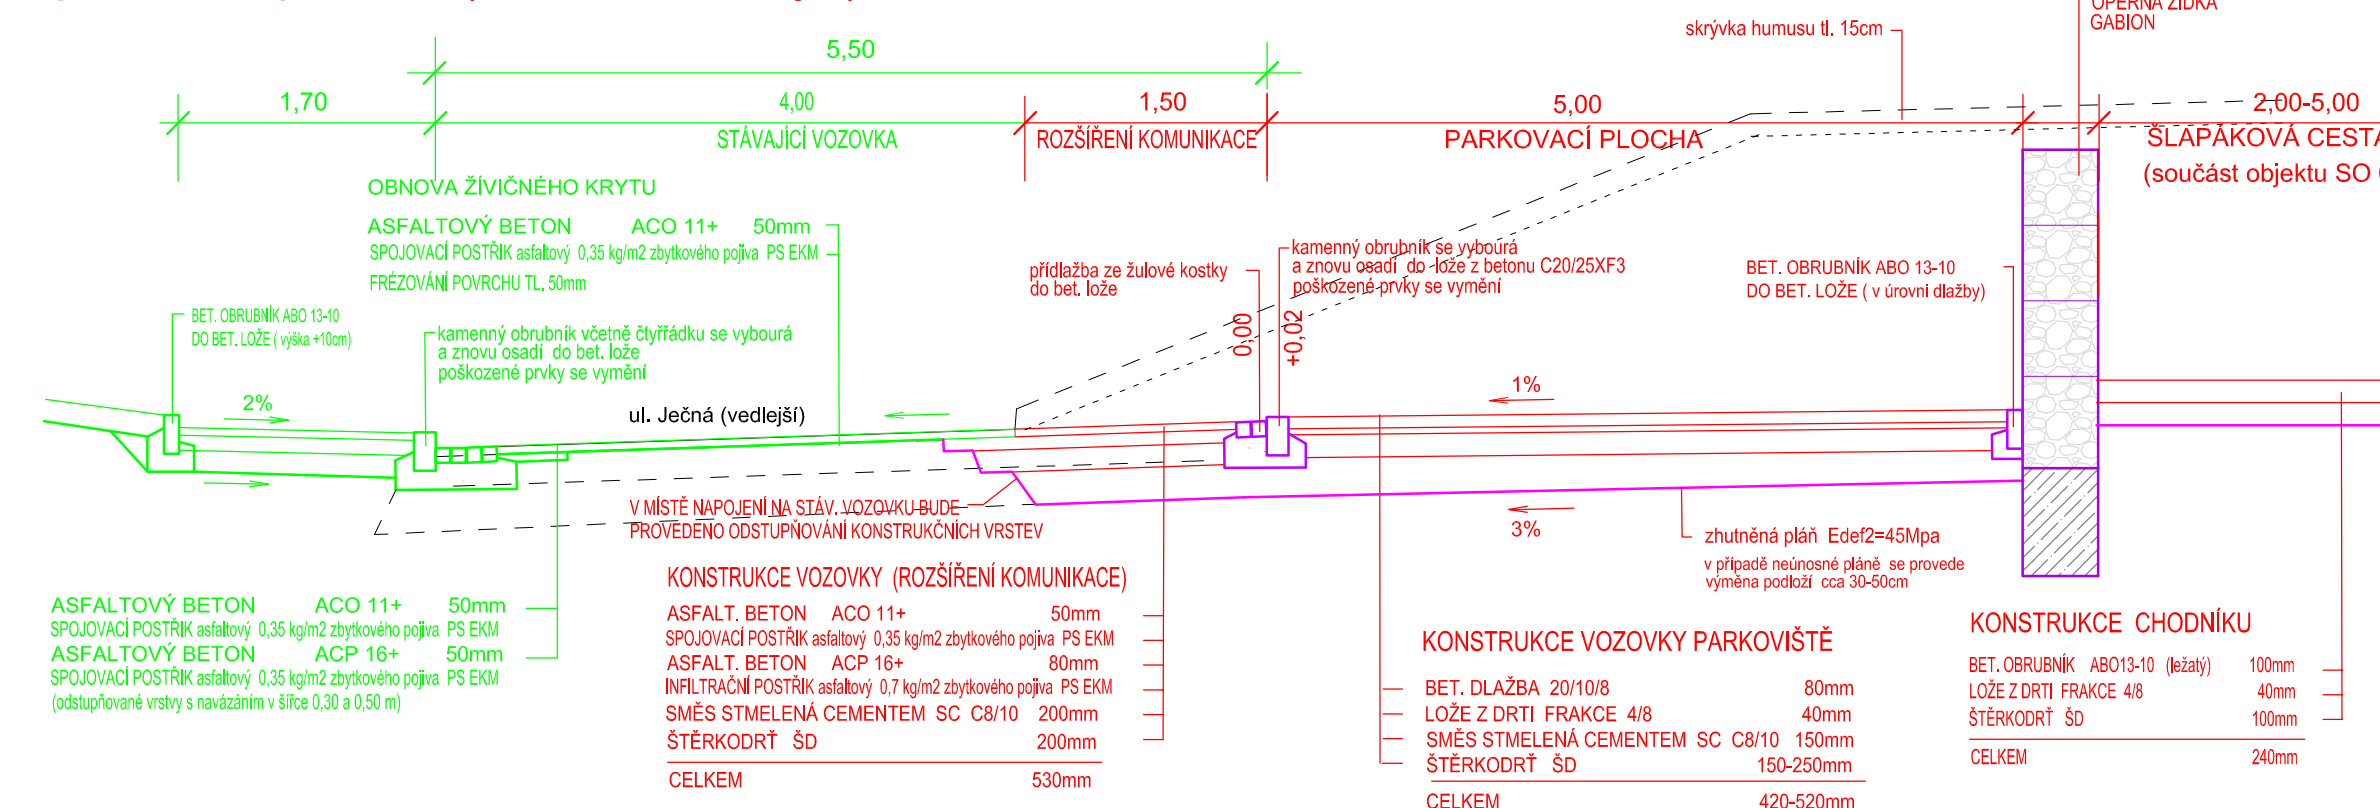 OPĚRNÁ ZÍDKA
GABION
skrývka humusu tl. 15cm
5,50
1,70
4,00
1,50
5,00
2,00-5,00
STÁVAJÍCÍ VOZOVKA
ROZŠÍŘENÍ KOMUNIKACE
PARKOVACÍ PLOCHA
ŠLAPÁKOVÁ CESTA
(součást objektu SO
OBNOVA ŽÍVIČNÉHO KRYTU
ASFALTOVÝ BETON ACO 11+ 50mm
SPOJOVACÍ POSTŘIK asfaltový 0,35 kg/m2 zbytkového pojiva PS EKM
FRÉZOVÁNÍ POVRCHU TL. 50mm
BET. OBRUBNÍK ABO 13-10
DO BET. LOŽE ( výška +10cm)
kamenný obrubník včetně čtyřřádku se vybourá
a znovu osadí do bet. lože
poškozené prvky se vymění
přídlažba ze žulové kostky
do bet. lože
0,00
+0,02
kamenný obrubník se vybourá
a znovu osadí do lože z betonu C20/25XF3
poškozené prvky se vymění
BET. OBRUBNÍK ABO 13-10
DO BET. LOŽE ( v úrovni dlažby)
2%
ul. Ječná (vedlejší)
1%
3%
V MÍSTĚ NAPOJENÍ NA STÁV. VOZOVKU BUDE
PROVEDENO ODSTUPŇOVÁNÍ KONSTRUKČNÍCH VRSTEV
zhutněná pláň Edef2=45Mpa
v případě neúnosné pláně se provede
výměna podloží cca 30-50cm
ASFALTOVÝ BETON ACO 11+ 50mm
SPOJOVACÍ POSTŘIK asfaltový 0,35 kg/m2 zbytkového pojiva PS EKM
ASFALTOVÝ BETON ACP 16+ 50mm
SPOJOVACÍ POSTŘIK asfaltový 0,35 kg/m2 zbytkového pojiva PS EKM
(odstupňované vrstvy s navázáním v šířce 0,30 a 0,50 m)
KONSTRUKCE VOZOVKY (ROZŠÍŘENÍ KOMUNIKACE)
ASFALT. BETON ACO 11+ 50mm
SPOJOVACÍ POSTŘIK asfaltový 0,35 kg/m2 zbytkového pojiva PS EKM
ASFALT. BETON ACP 16+ 80mm
INFILTRAČNÍ POSTŘIK asfaltový 0,7 kg/m2 zbytkového pojiva PS EKM
SMĚS STMELENÁ CEMENTEM SC C8/10 200mm
ŠTĚRKODRŤ ŠD 200mm
CELKEM 530mm
KONSTRUKCE VOZOVKY PARKOVIŠTĚ
BET. DLAŽBA 20/10/8 80mm
LOŽE Z DRTI FRAKCE 4/8 40mm
SMĚS STMELENÁ CEMENTEM SC C8/10 150mm
ŠTĚRKODRŤ ŠD 150-250mm
CELKEM 420-520mm
KONSTRUKCE CHODNÍKU
BET. OBRUBNÍK ABO13-10 (ležatý) 100mm
LOŽE Z DRTI FRAKCE 4/8 40mm
ŠTĚRKODRŤ ŠD 100mm
CELKEM 240mm